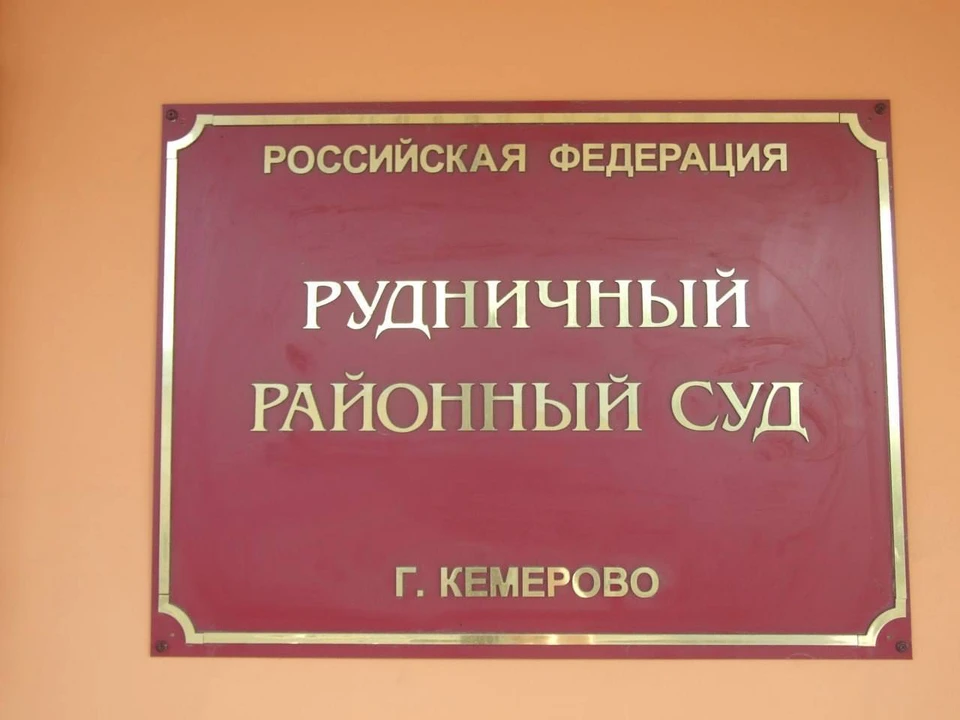 РОССИЙСКАЯ ФЕДЕРАЦИЯ
РУДНИЧНЫЙ
РАЙОННЫЙ СУД
Г. КЕМЕРОВО